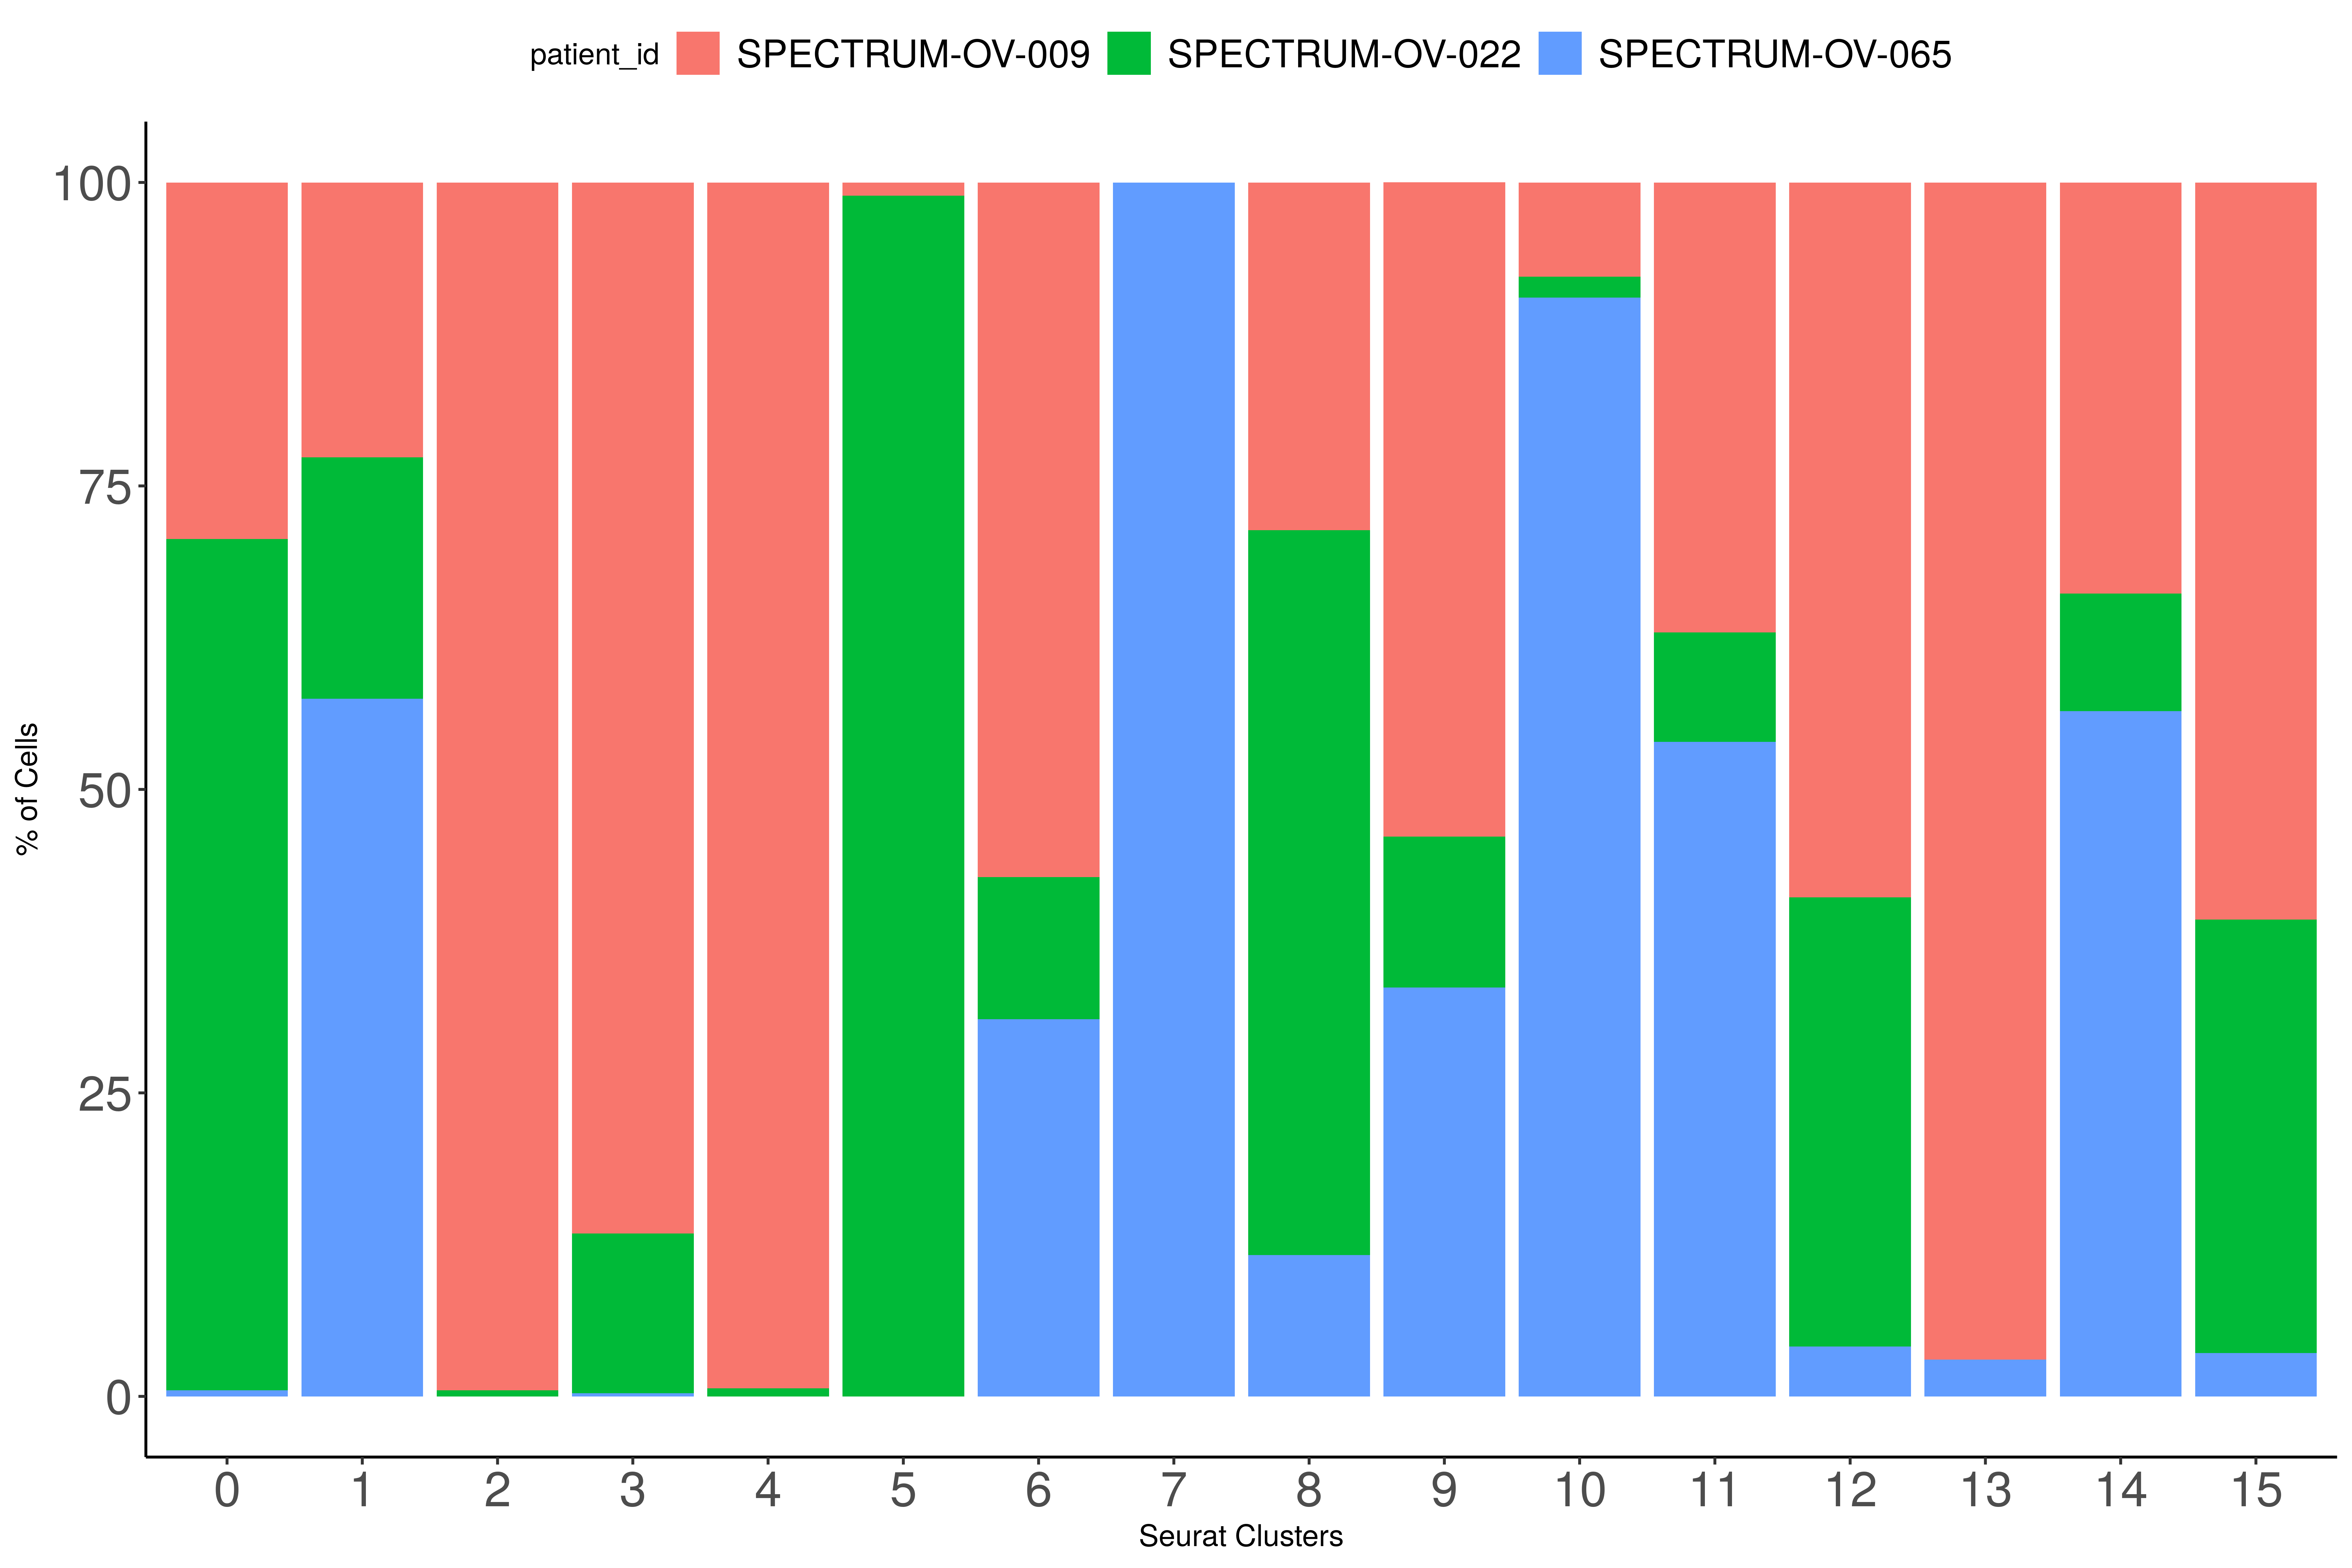 patient_id SPECTRUM-OV-009 SPECTRUM-OV-022 SPECTRUM-OV-065
100
75
50
25
0
% of Cells
0 1 2 3 4 5 6 7 8 9 10 11 12 13 14 15
Seurat Clusters